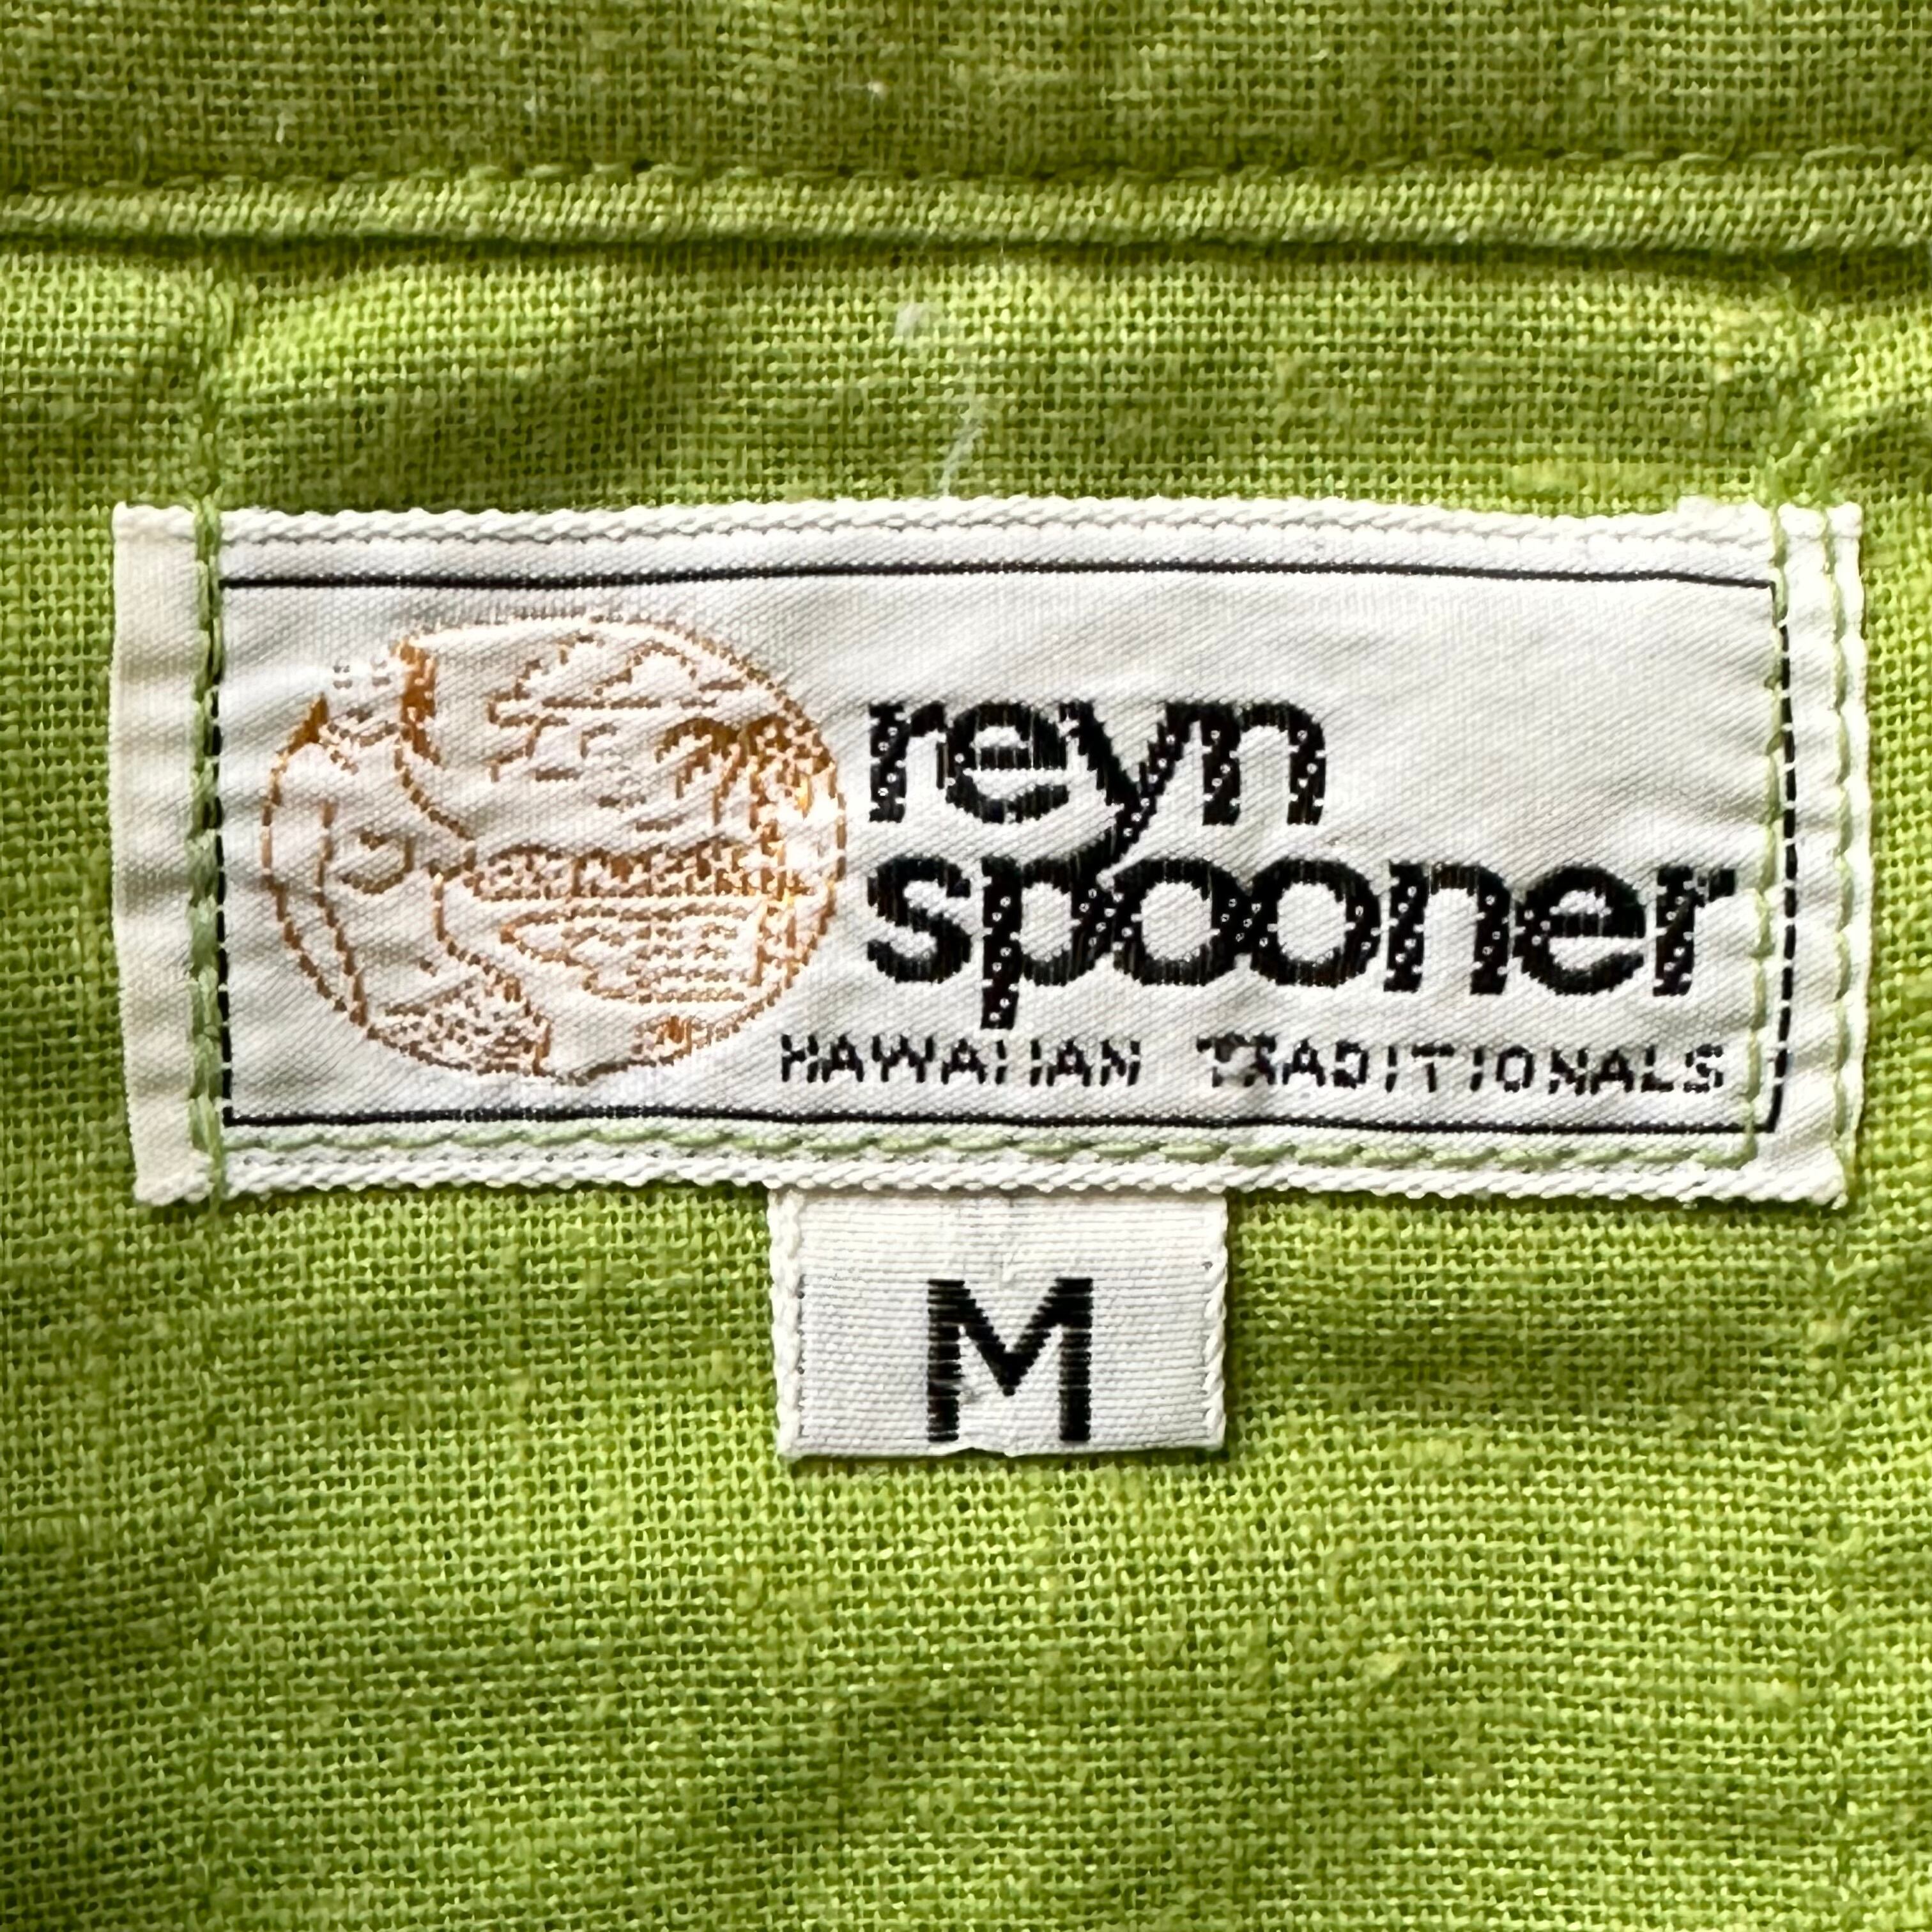 reyn
spooner
HAWAIIAN TRADITIONALS
M